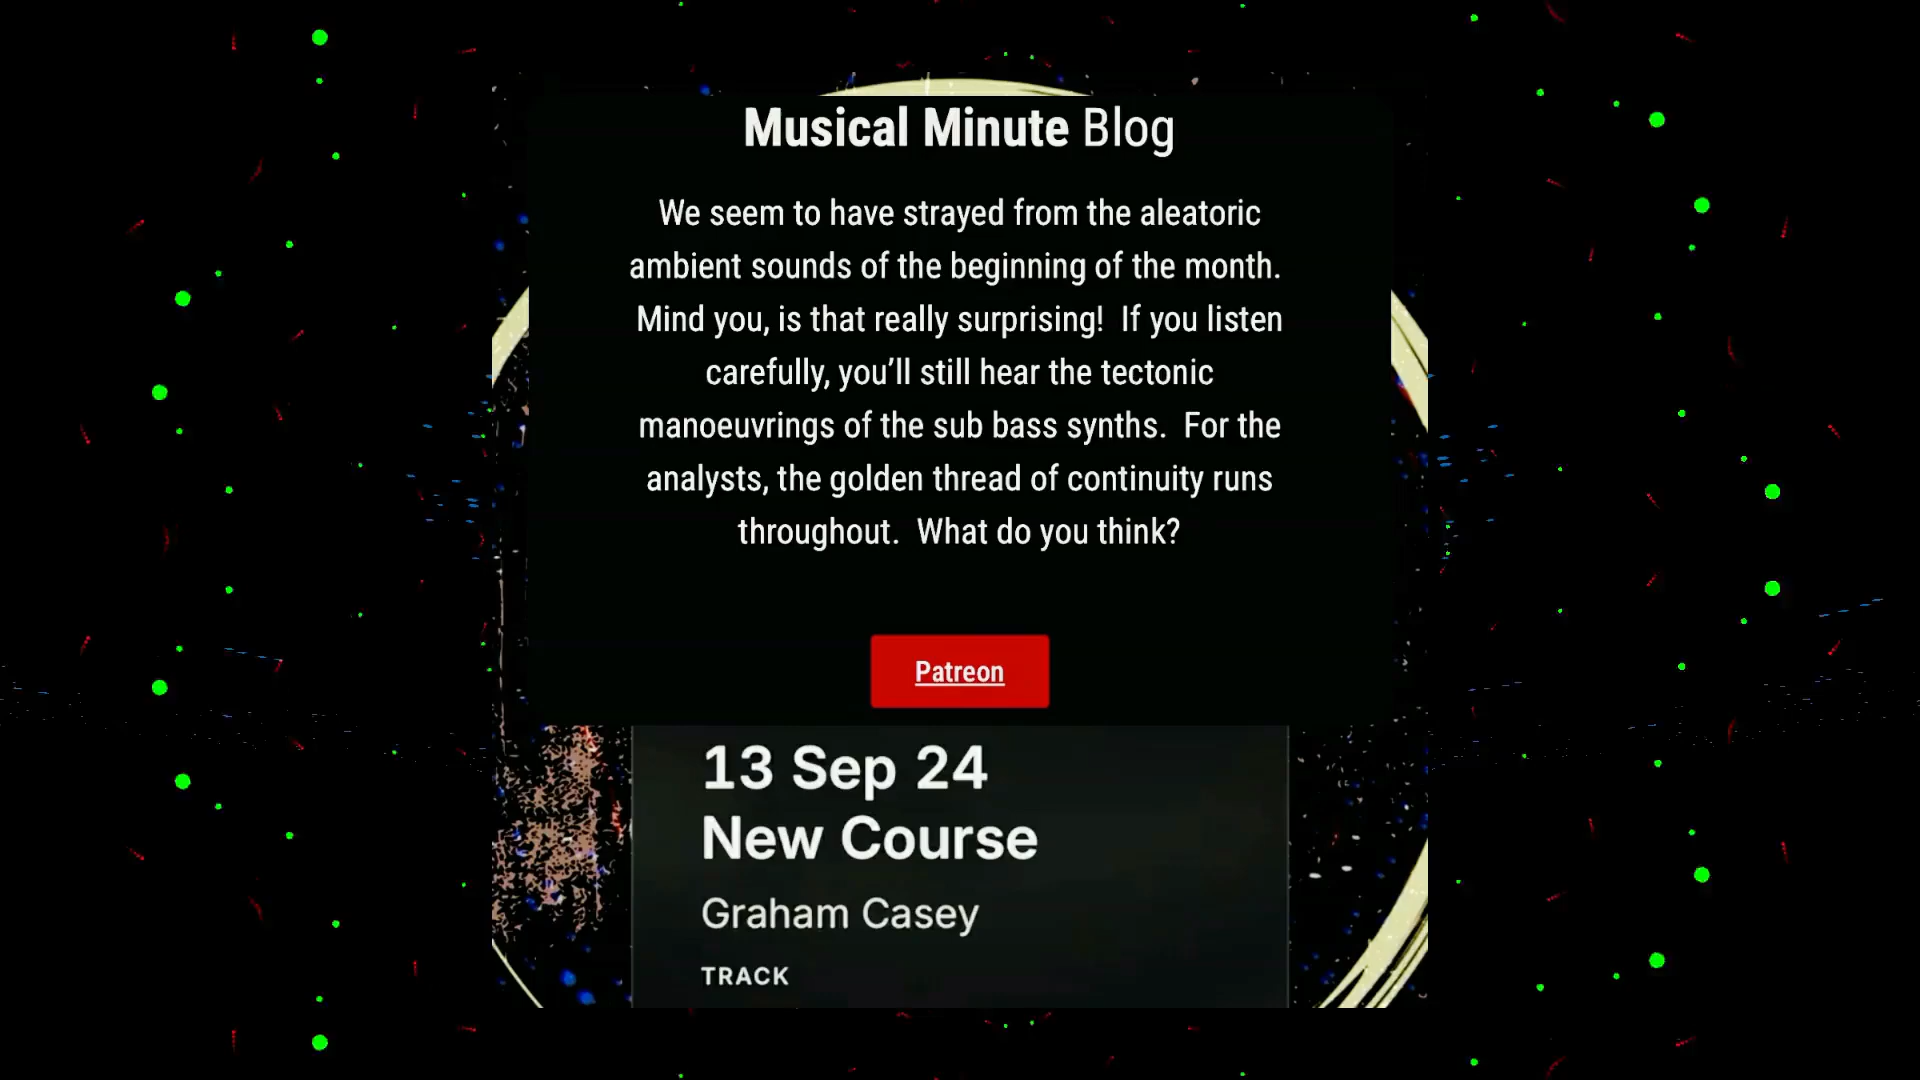 Musical Minute Blog
We seem to have strayed from the aleatoric
ambient sounds of the beginning of the month.
Mind you, is that really surprising!  If you listen
carefully, you’ll still hear the tectonic
manoeuvrings of the sub bass synths.  For the
analysts, the golden thread of continuity runs
throughout.  What do you think?
Patreon
13 Sep 24
New Course
Graham Casey
TRACK